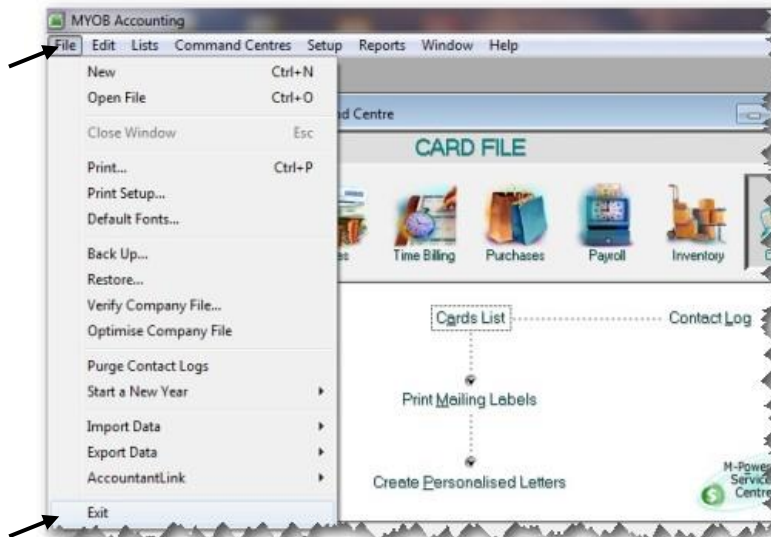 MYOB Accounting
File Edit Lists Command Centres Setup Reports Window Help
New Ctrl+N
Open File Ctrl+O
Close Window Esc
Print... Ctrl+P
Print Setup...
Default Fonts...
Back Up...
Restore...
Verify Company File...
Optimise Company File
Purge Contact Logs
Start a New Year
Import Data
Export Data
AccountantLink
Exit
Centre
CARD FILE
Time Billing Purchases Payroll Inventory
Cards List Contact Log
Print Mailing Labels
Create Personalised Letters
M-Power
Service
Centre